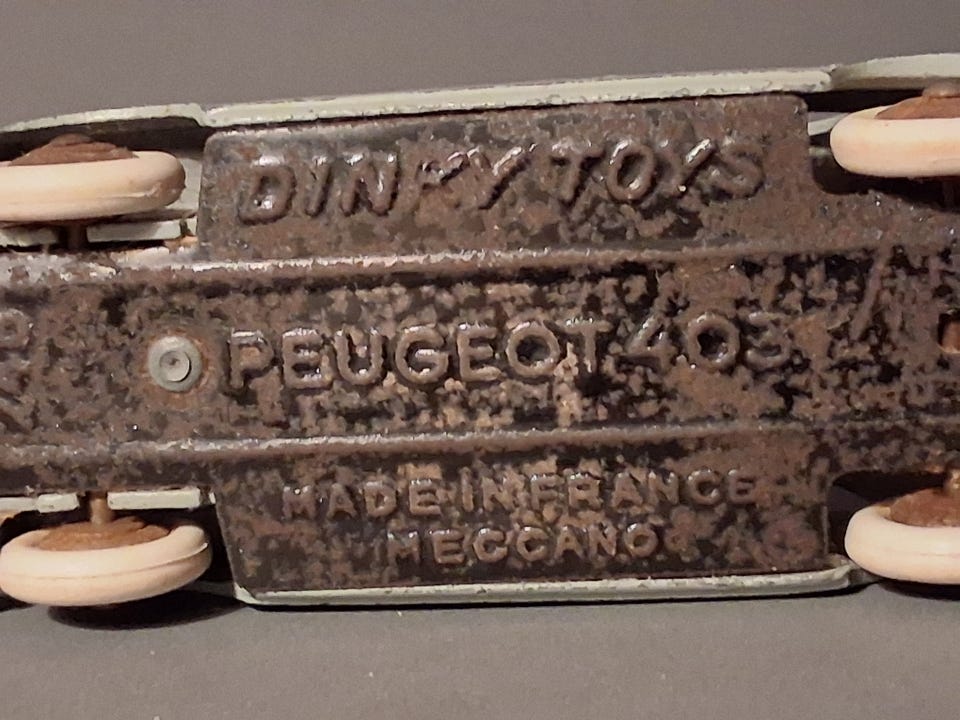 DINKY TOYS
PEUGEOT 403
MADE IN FRANCE
MECCANO